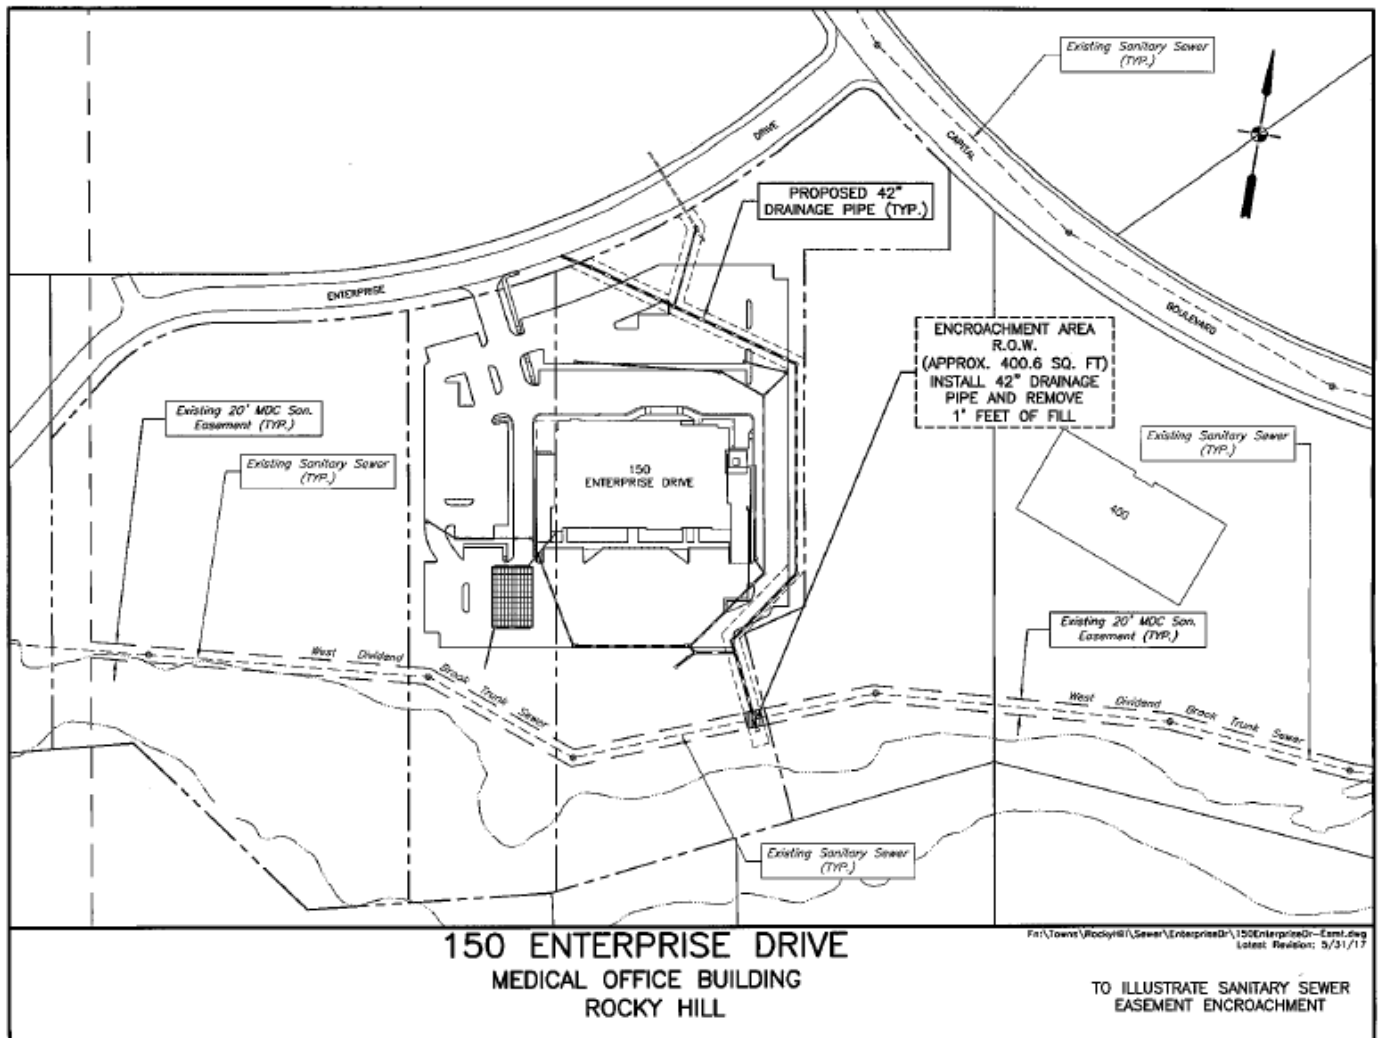 Existing Sanitary Sewer
(TYP.)
DRIVE
CAPITAL
PROPOSED 42"
DRAINAGE PIPE (TYP.)
ENTERPRISE
BOULEVARD
ENCROACHMENT AREA
R.O.W.
(APPROX. 400.6 SQ. FT)
INSTALL 42" DRAINAGE
PIPE AND REMOVE
1' FEET OF FILL
Existing 20' MDC San.
Easement (TYP.)
Existing Sanitary Sewer
(TYP.)
Existing Sanitary Sewer
(TYP.)
150
ENTERPRISE DRIVE
400
Existing 20' MDC San.
Easement (TYP.)
West Dividend Brook Trunk Sewer
West Dividend Brook Trunk Sewer
Existing Sanitary Sewer
(TYP.)
150 ENTERPRISE DRIVE
MEDICAL OFFICE BUILDING
ROCKY HILL
Latest Revision: 5/31/17
TO ILLUSTRATE SANITARY SEWER
EASEMENT ENCROACHMENT